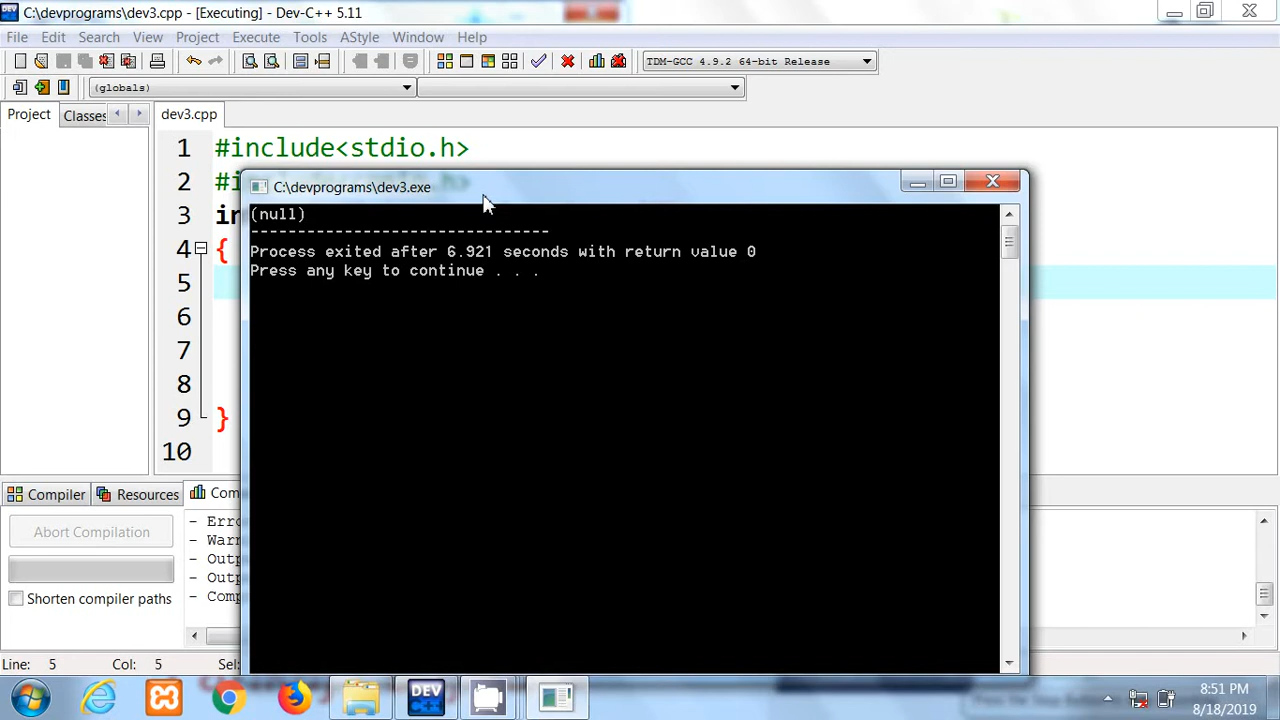 C:\devprograms\dev3.cpp - [Executing] - Dev-C++ 5.11
File Edit Search View Project Execute Tools AStyle Window Help
TDM-GCC 4.9.2 64-bit Release
(globals)
Project Classes dev3.cpp
1 #include<stdio.h>
2
C:\devprograms\dev3.exe
3 in
(null)
--------------------------------
4 {
Process exited after 6.921 seconds with return value 0
Press any key to continue . . .
5
6
7
8
9 }
10
Compiler Resources Com
Abort Compilation
- Erro
- Warn
- Outp
- Outp
- Comp
Shorten compiler paths
Line: 5 Col: 5 Sel:
DEV
8:51 PM
8/18/2019